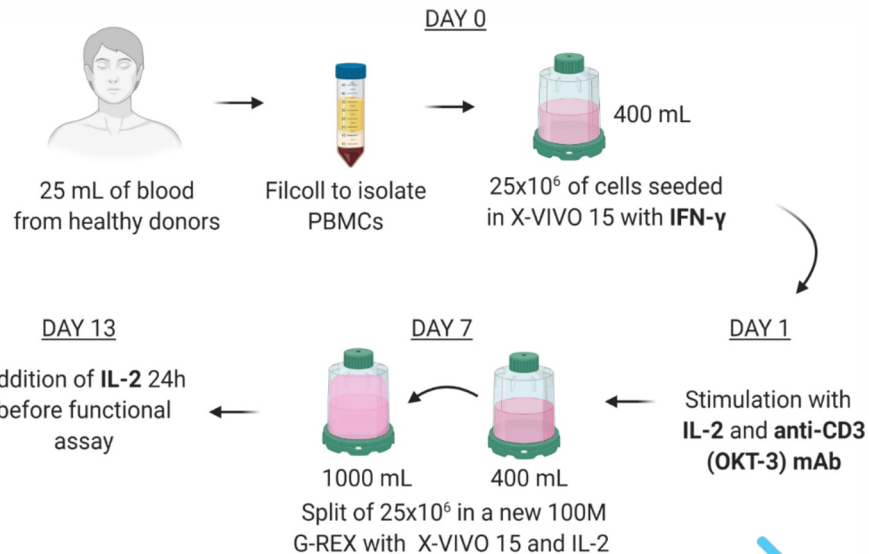 DAY 0
400 mL
25 mL of blood
from healthy donors
Filcoll to isolate
PBMCs
25x10⁶ of cells seeded
in X-VIVO 15 with IFN-γ
DAY 1
Stimulation with
IL-2 and anti-CD3
(OKT-3) mAb
DAY 7
1000 mL
400 mL
Split of 25x10⁶ in a new 100M
G-REX with X-VIVO 15 and IL-2
DAY 13
ddition of IL-2 24h
before functional
assay